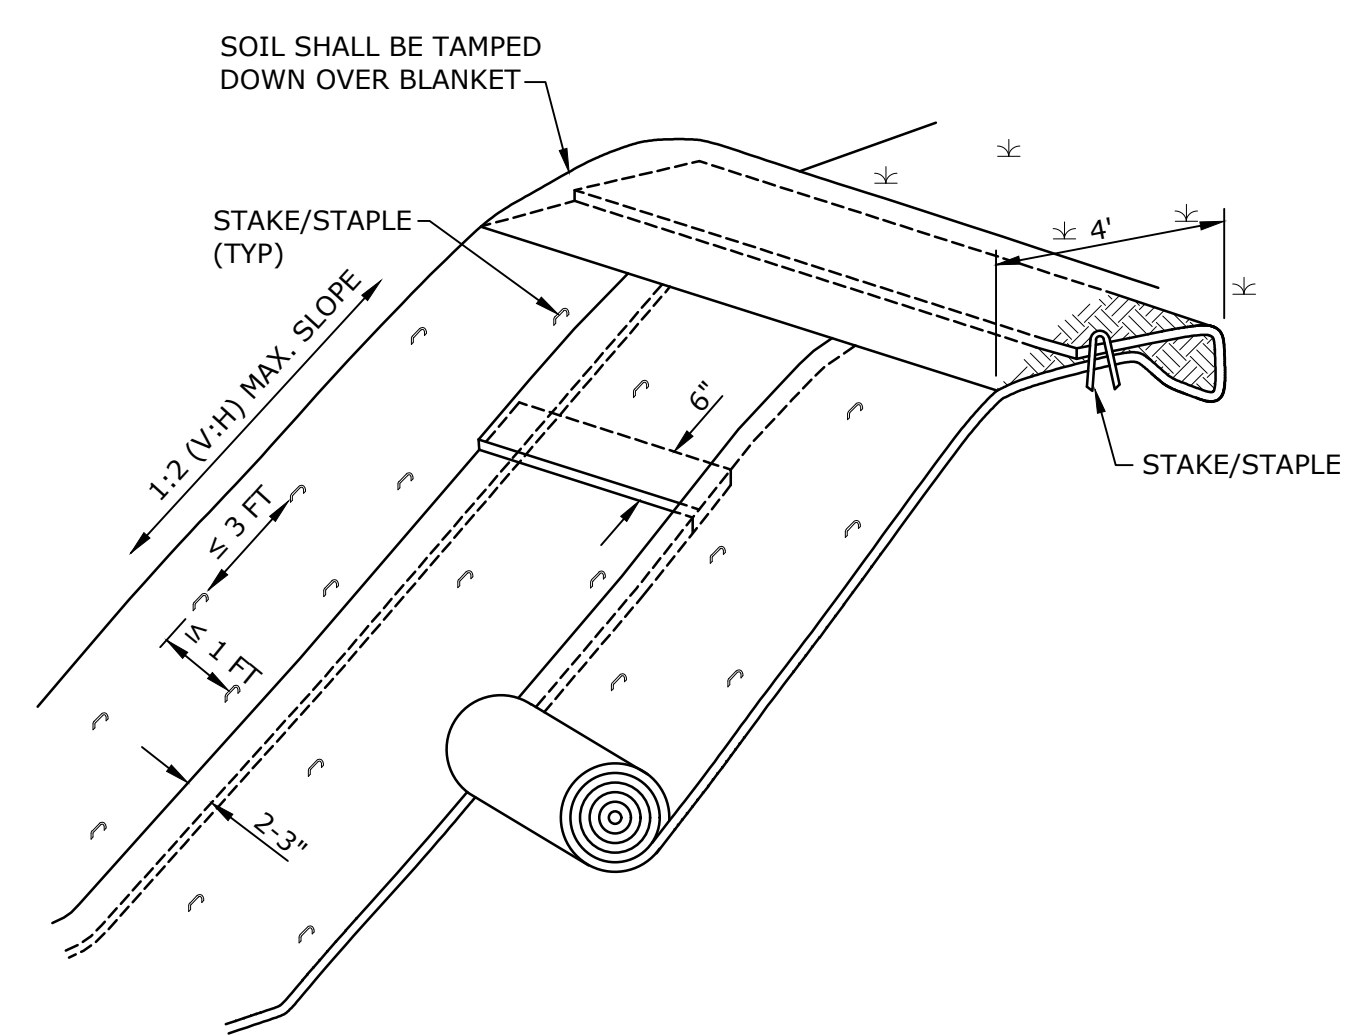 SOIL SHALL BE TAMPED
DOWN OVER BLANKET
STAKE/STAPLE
(TYP)
4'
1:2 (V:H) MAX. SLOPE
6"
STAKE/STAPLE
≤ 3 FT
≤ 1 FT
2-3"